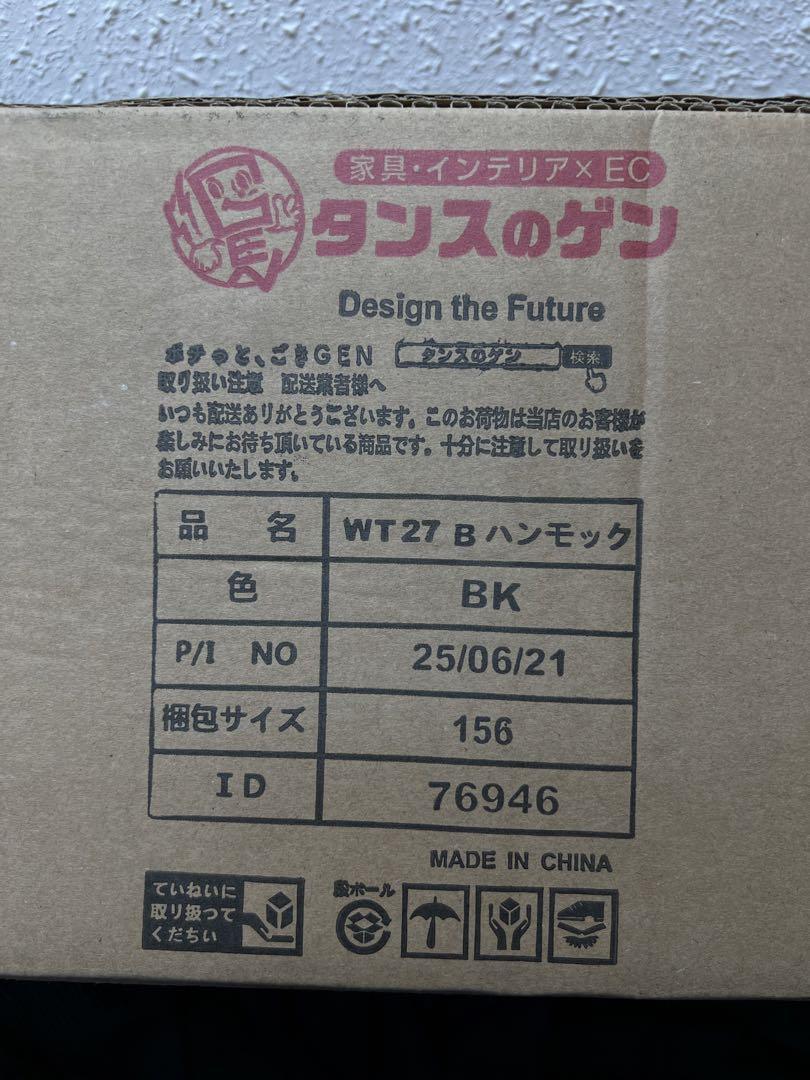 家具・インテリア×EC
タンスのゲン
GEN
Design the Future
ポチっと、ごきGEN タンスのゲン 検索
取り扱い注意 配送業者様へ
いつも配送ありがとうございます。このお荷物は当店のお客様が
楽しみにお待ち頂いている商品です。十分に注意して取り扱いを
お願いいたします。
品 名 WT27 B ハンモック
色 BK
P/I NO 25/06/21
梱包サイズ 156
ID 76946
MADE IN CHINA
ていねいに
取り扱って
ください
段ボール